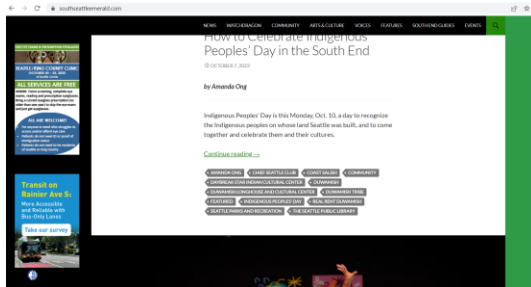 southseattleemerald.com
NEWS WATCHDRAGON COMMUNITY ARTS & CULTURE VOICES FEATURES SOUTH END GUIDES EVENTS
How to Celebrate Indigenous
Peoples' Day in the South End
OCTOBER 7, 2022
by Amanda Ong
Indigenous Peoples' Day is this Monday, Oct. 10, a day to recognize
the Indigenous peoples on whose land Seattle was built, and to come
together and celebrate them and their cultures.
Continue reading →
AMANDA ONG CHIEF SEATTLE CLUB COAST SALISH COMMUNITY
DAYBREAK STAR INDIAN CULTURAL CENTER DUWAMISH
DUWAMISH LONGHOUSE AND CULTURAL CENTER DUWAMISH TRIBE
FEATURED INDIGENOUS PEOPLES' DAY REAL RENT DUWAMISH
SEATTLE PARKS AND RECREATION THE SEATTLE PUBLIC LIBRARY
SEATTLE/KING COUNTY CLINIC
ALL SERVICES ARE FREE
ALL ARE WELCOME!
Transit on
Rainier Ave S:
More Accessible
and Reliable with
Bus-Only Lanes
Take our survey